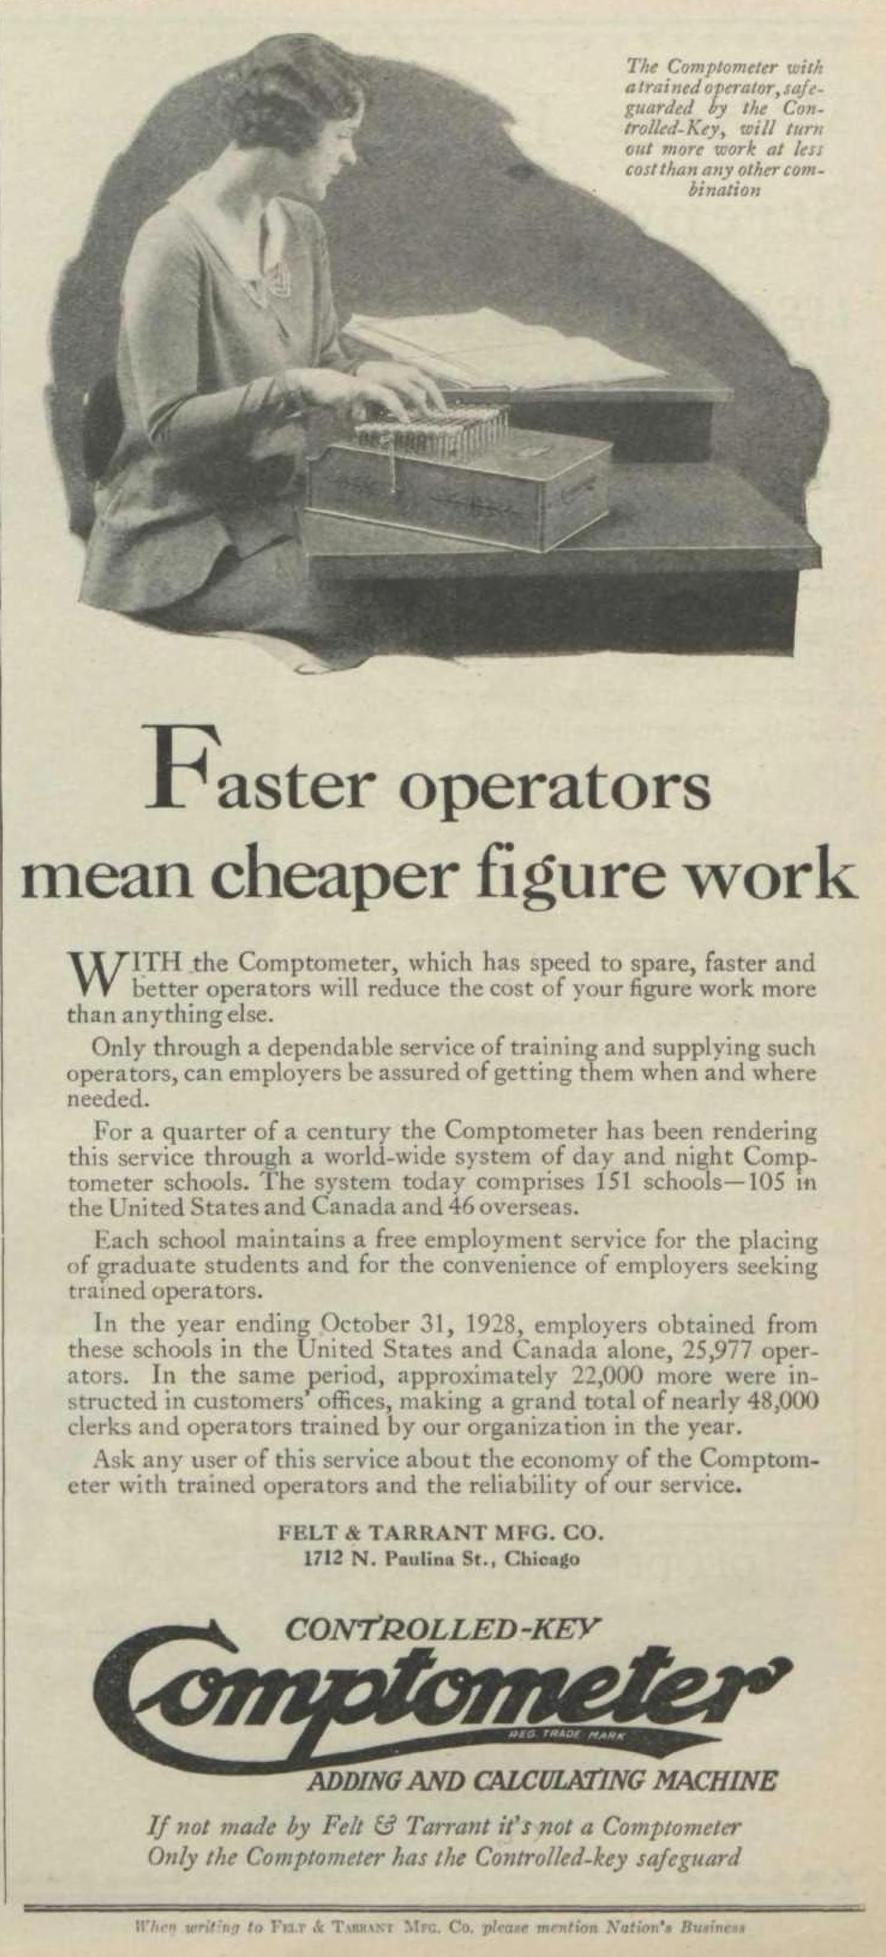 The Comptometer with
a trained operator, safe-
guarded by the Con-
trolled-Key, will turn
out more work at less
cost than any other com-
bination
Faster operators
mean cheaper figure work
WITH the Comptometer, which has speed to spare, faster and
better operators will reduce the cost of your figure work more
than anything else.
Only through a dependable service of training and supplying such
operators, can employers be assured of getting them when and where
needed.
For a quarter of a century the Comptometer has been rendering
this service through a world-wide system of day and night Comp-
tometer schools. The system today comprises 151 schools—105 in
the United States and Canada and 46 overseas.
Each school maintains a free employment service for the placing
of graduate students and for the convenience of employers seeking
trained operators.
In the year ending October 31, 1928, employers obtained from
these schools in the United States and Canada alone, 25,977 oper-
ators. In the same period, approximately 22,000 more were in-
structed in customers' offices, making a grand total of nearly 48,000
clerks and operators trained by our organization in the year.
Ask any user of this service about the economy of the Comptom-
eter with trained operators and the reliability of our service.
FELT & TARRANT MFG. CO.
1712 N. Paulina St., Chicago
CONTROLLED-KEY
Comptometer
REG. TRADE MARK
ADDING AND CALCULATING MACHINE
If not made by Felt & Tarrant it's not a Comptometer
Only the Comptometer has the Controlled-key safeguard
When writing to FELT & TARRANT MFG. CO. please mention Nation's Business